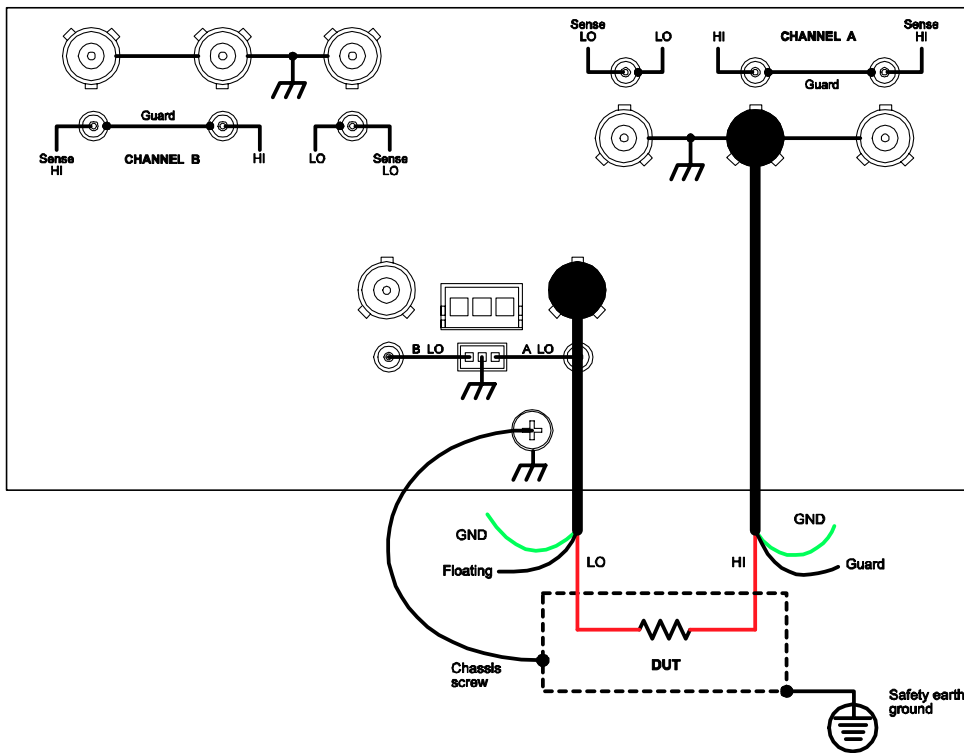 Sense
LO
LO
HI
CHANNEL A
Sense
HI
Guard
Guard
Sense
HI
CHANNEL B
HI
LO
Sense
LO
B LO
A LO
GND
GND
Floating
LO
HI
Guard
Chassis
screw
DUT
Safety earth
ground